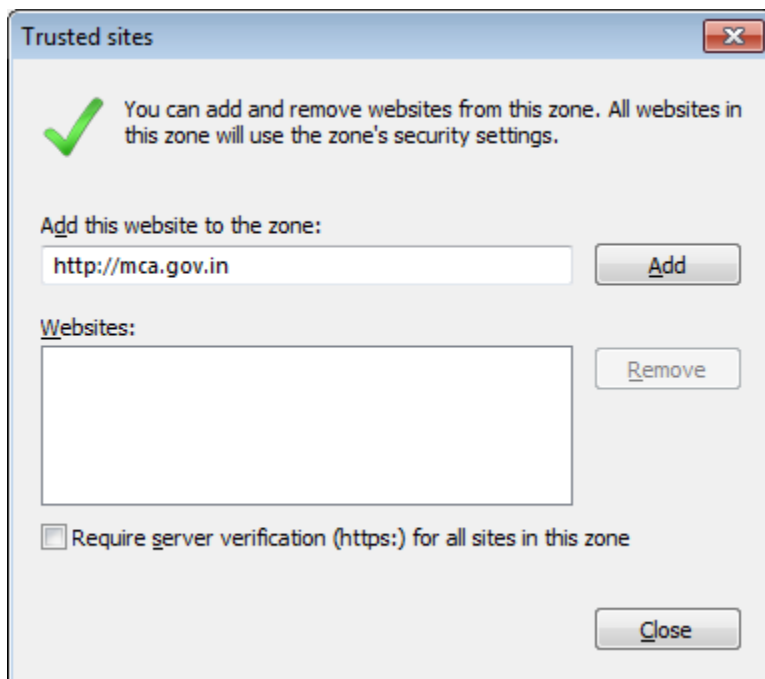 Trusted sites
You can add and remove websites from this zone. All websites in
this zone will use the zone's security settings.
Add this website to the zone:
http://mca.gov.in
Add
Websites:
Remove
Require server verification (https:) for all sites in this zone
Close